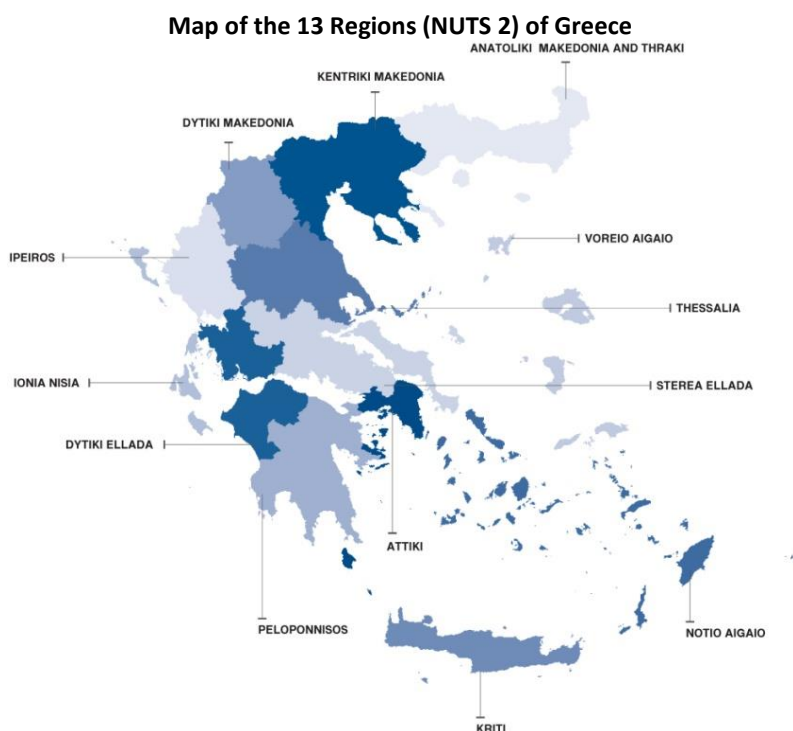 Map of the 13 Regions (NUTS 2) of Greece
ANATOLIKI MAKEDONIA AND THRAKI
KENTRIKI MAKEDONIA
DYTIKI MAKEDONIA
VOREIO AIGAIO
IPEIROS
THESSALIA
IONIA NISIA
STEREA ELLADA
DYTIKI ELLADA
ATTIKI
PELOPONNISOS
NOTIO AIGAIO
KRITI